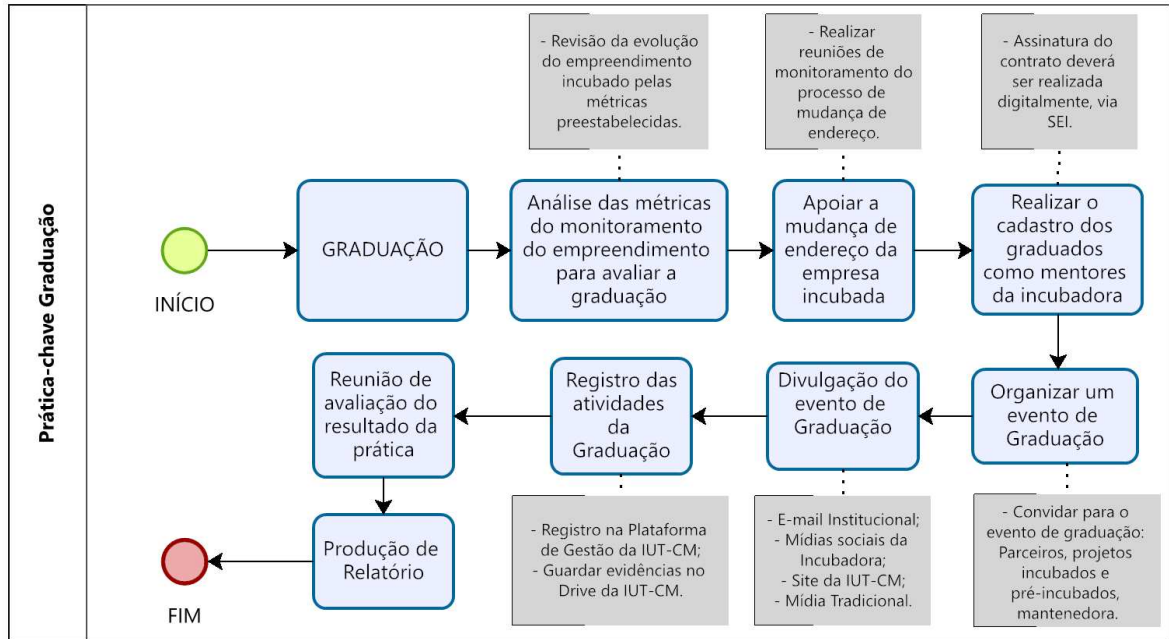 Prática-chave Graduação
- Revisão da evolução
do empreendimento
incubado pelas
métricas
preestabelecidas.
- Realizar
reuniões de
monitoramento do
processo de
mudança de
endereço.
- Assinatura do
contrato deverá
ser realizada
digitalmente, via
SEI.
INÍCIO
GRADUAÇÃO
Análise das métricas
do monitoramento
do empreendimento
para avaliar a
graduação
Apoiar a
mudança de
endereço da
empresa
incubada
Realizar o
cadastro dos
graduados
como mentores
da incubadora
Organizar um
evento de
Graduação
- Convidar para o
evento de graduação:
Parceiros, projetos
incubados e
pré-incubados,
mantenedora.
Divulgação do
evento de
Graduação
- E-mail Institucional;
- Mídias sociais da
Incubadora;
- Site da IUT-CM;
- Mídia Tradicional.
Registro das
atividades
da
Graduação
- Registro na Plataforma
de Gestão da IUT-CM;
- Guardar evidências no
Drive da IUT-CM.
Reunião de
avaliação do
resultado da
prática
Produção de
Relatório
FIM